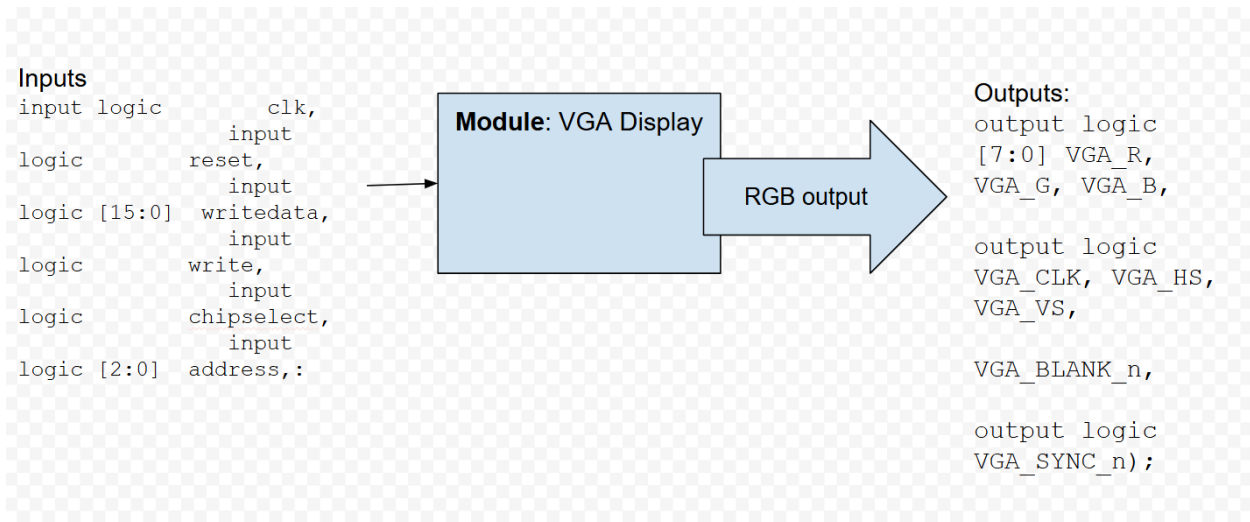 Inputs
input logic       clk,
input
logic        reset,
input
logic [15:0]  writedata,
input
logic        write,
input
logic        chipselect,
input
logic [2:0]  address,:
Module: VGA Display
RGB output
Outputs:
output logic
[7:0] VGA_R,
VGA_G, VGA_B,
output logic
VGA_CLK, VGA_HS,
VGA_VS,
VGA_BLANK_n,
output logic
VGA_SYNC_n);